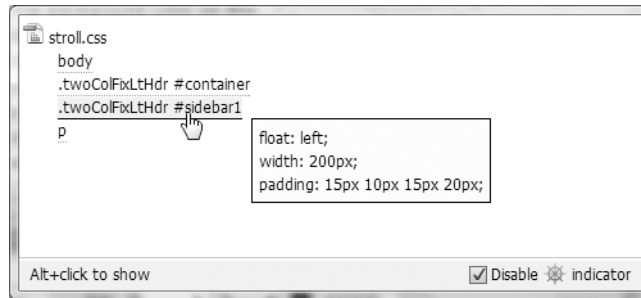 stroll.css
body
.twoColFixLtHdr #container
.twoColFixLtHdr #sidebar1
p
float: left;
width: 200px;
padding: 15px 10px 15px 20px;
Alt+click to show
Disable indicator